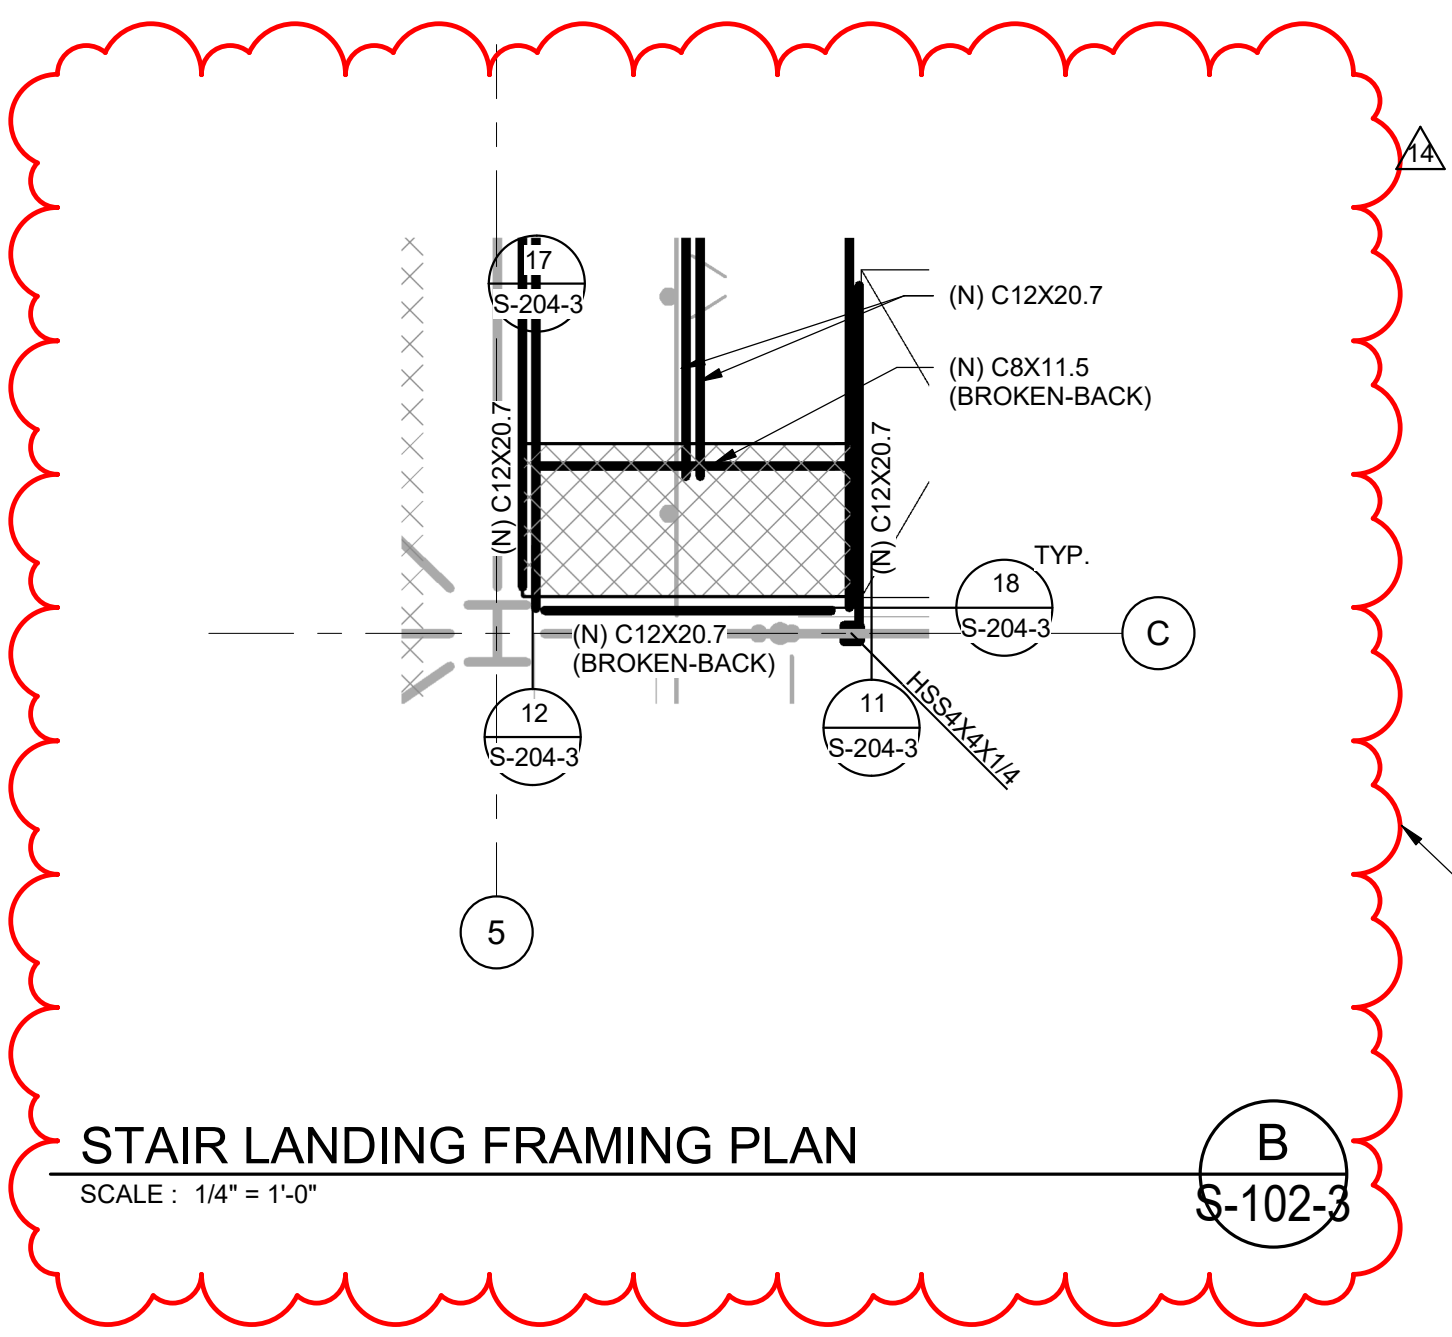 14
17
S-204-3
(N) C12X20.7
(N) C8X11.5
(BROKEN-BACK)
(N) C12X20.7
(N) C12X20.7
TYP.
18
S-204-3
C
(N) C12X20.7
(BROKEN-BACK)
HSS4X4X1/4
12
S-204-3
11
S-204-3
5
STAIR LANDING FRAMING PLAN
SCALE : 1/4" = 1'-0"
B
S-102-3